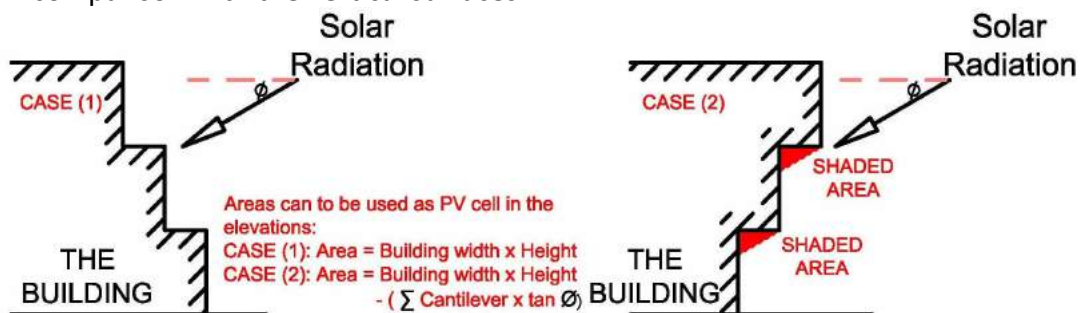 Solar
Radiation
CASE (1)
Ø
THE
BUILDING
Areas can to be used as PV cell in the
elevations:
CASE (1): Area = Building width x Height
CASE (2): Area = Building width x Height
- ( ∑ Cantilever x tan Ø)
Solar
Radiation
CASE (2)
Ø
SHADED
AREA
SHADED
AREA
THE
BUILDING